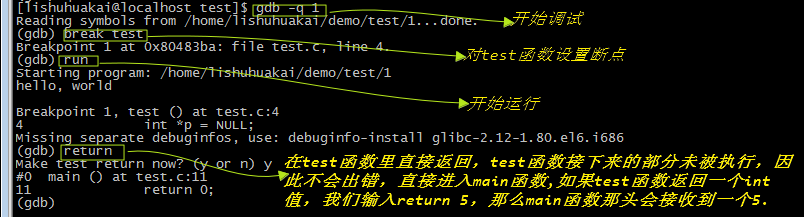 [lishuhuakai@localhost test]$ gdb -q 1 开始调试
Reading symbols from /home/lishuhuakai/demo/test/1...done.
(gdb) break test
Breakpoint 1 at 0x80483ba: file test.c, line 4. 对test函数设置断点
(gdb) run
Starting program: /home/lishuhuakai/demo/test/1
hello, world 开始运行
Breakpoint 1, test () at test.c:4
4 int *p = NULL;
Missing separate debuginfos, use: debuginfo-install glibc-2.12-1.80.el6.i686
(gdb) return
Make test return now? (y or n) y 在test函数里直接返回，test函数接下来的部分未被执行，因
#0 main () at test.c:11 此不会出错，直接进入main函数,如果test函数返回一个int
11 return 0; 值，我们输入return 5，那么main函数那头会接收到一个5.
(gdb)